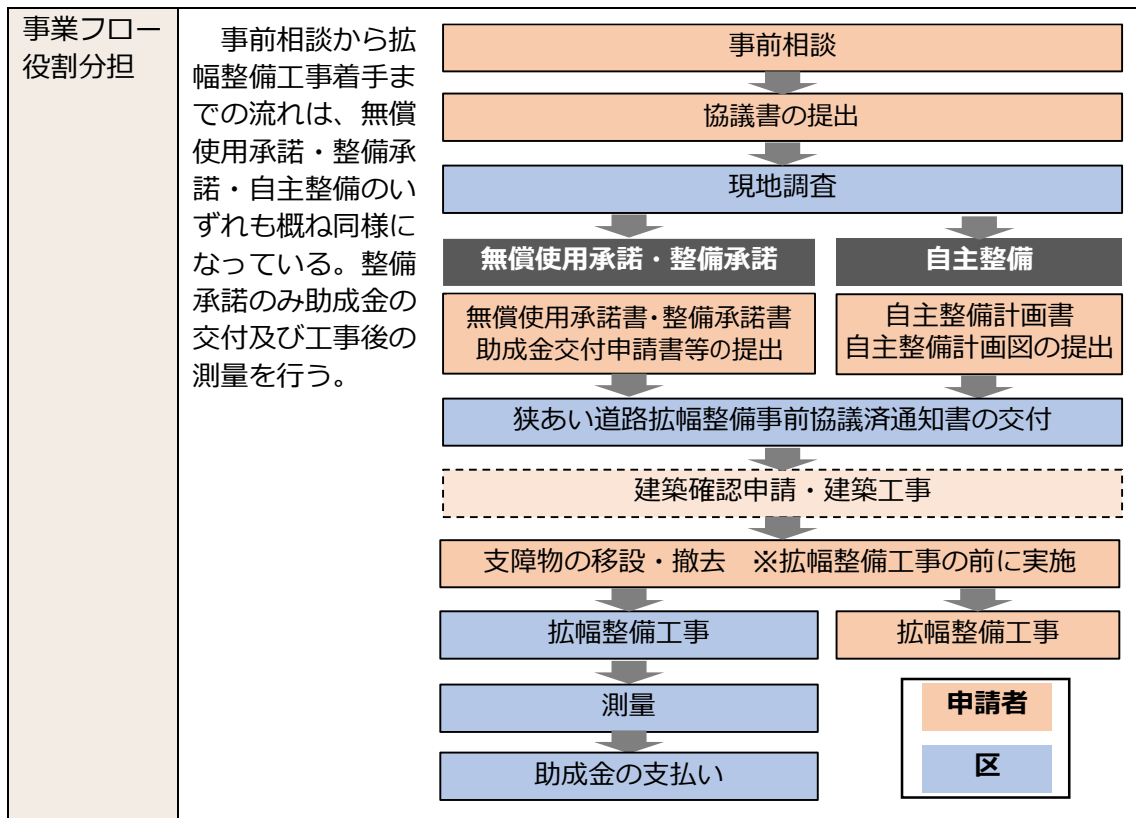 事業フロー
役割分担
事前相談から拡
幅整備工事着手ま
での流れは、無償
使用承諾・整備承
諾・自主整備のい
ずれも概ね同様に
なっている。整備
承諾のみ助成金の
交付及び工事後の
測量を行う。
事前相談
協議書の提出
現地調査
無償使用承諾・整備承諾
自主整備
無償使用承諾書・整備承諾書
助成金交付申請書等の提出
自主整備計画書
自主整備計画図の提出
狭あい道路拡幅整備事前協議済通知書の交付
建築確認申請・建築工事
支障物の移設・撤去　※拡幅整備工事の前に実施
拡幅整備工事
拡幅整備工事
測量
助成金の支払い
申請者
区